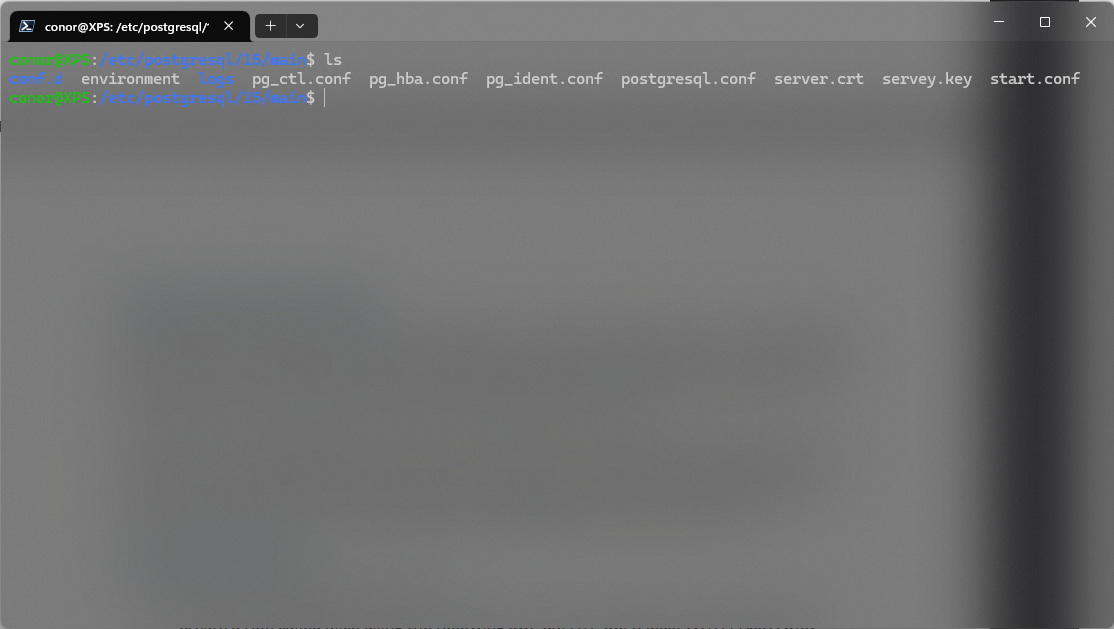 conor@XPS: /etc/postgresql/
conor@XPS:/etc/postgresql/15/main$ ls
conf.d environment logs pg_ctl.conf pg_hba.conf pg_ident.conf postgresql.conf server.crt servey.key start.conf
conor@XPS:/etc/postgresql/15/main$